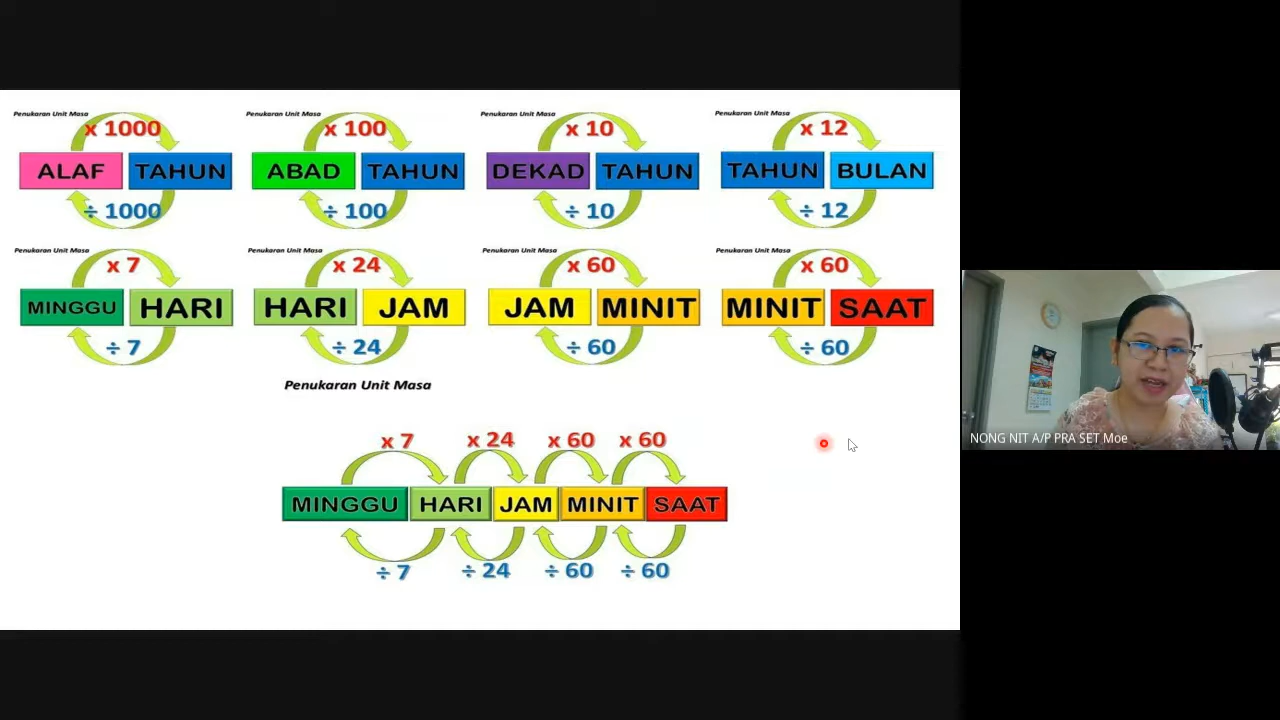 Penukaran Unit Masa
x 1000
ALAF TAHUN
÷ 1000
Penukaran Unit Masa
x 100
ABAD TAHUN
÷ 100
Penukaran Unit Masa
x 10
DEKAD TAHUN
÷ 10
Penukaran Unit Masa
x 12
TAHUN BULAN
÷ 12
Penukaran Unit Masa
x 7
MINGGU HARI
÷ 7
Penukaran Unit Masa
x 24
HARI JAM
÷ 24
Penukaran Unit Masa
x 60
JAM MINIT
÷ 60
Penukaran Unit Masa
x 60
MINIT SAAT
÷ 60
Penukaran Unit Masa
x 7 x 24 x 60 x 60
MINGGU HARI JAM MINIT SAAT
÷ 7 ÷ 24 ÷ 60 ÷ 60
NONG NIT A/P PRA SET Moe